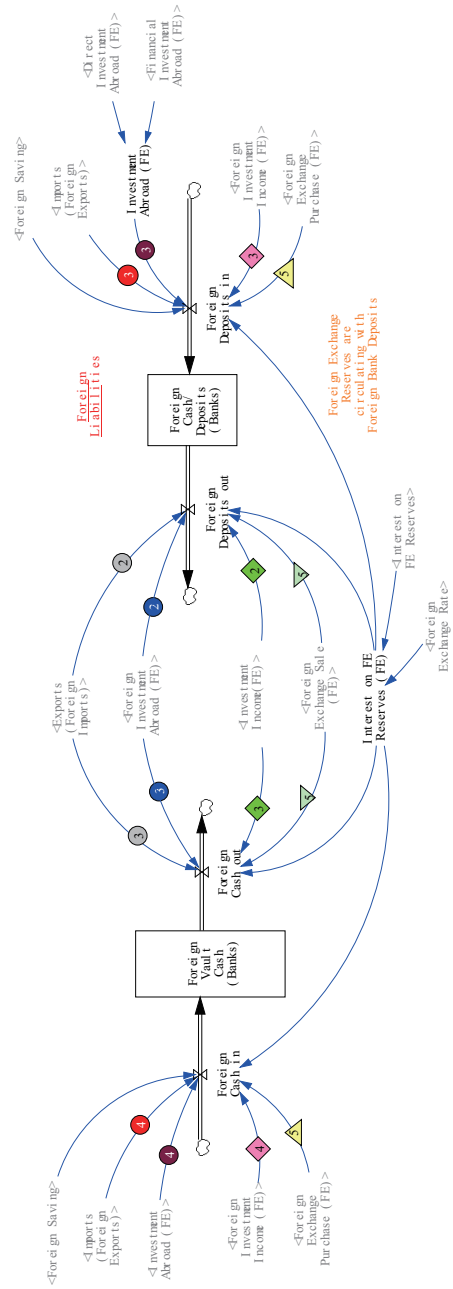 <Foreign Saving>
<Imports
(Foreign
Exports)>
4
<Investment
Abroad (FE)>
4
<Foreign
Investment
Income (FE)>
4
<Foreign
Exchange
Purchase (FE)>
5
Foreign
Cash in
Foreign
Vault
Cash
(Banks)
Foreign
Cash out
3
3
3
5
<Exports
(Foreign
Imports)>
<Foreign
Investment
Abroad (FE)>
<Investment
Income(FE)>
<Foreign
Exchange Sale
(FE)>
Interest on FE
Reserves (FE)
<Foreign
Exchange Rate>
<Interest on
FE Reserves>
2
2
2
5
Foreign
Deposits out
Foreign
Cash/
Deposits
(Banks)
Foreign
Liabilities
Foreign
Deposits in
Foreign Exchange
Reserves are
circulating with
Foreign Bank Deposits
3
3
3
5
<Foreign Saving>
<Imports
(Foreign
Exports)>
Investment
Abroad (FE)
<Direct
Investment
Abroad (FE)>
<Financial
Investment
Abroad (FE)>
<Foreign
Investment
Income (FE)>
<Foreign
Exchange
Purchase (FE)>